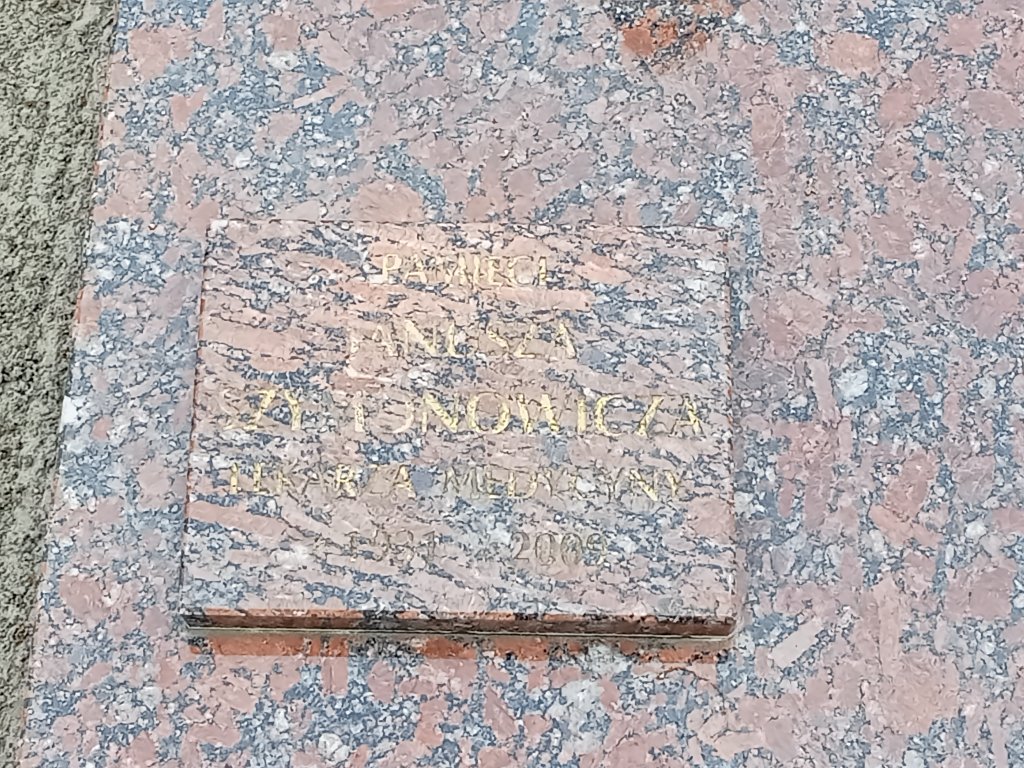 PAMIĘCI
JANUSZA
SZYMONOWICZA
LEKARZA MEDYCYNY